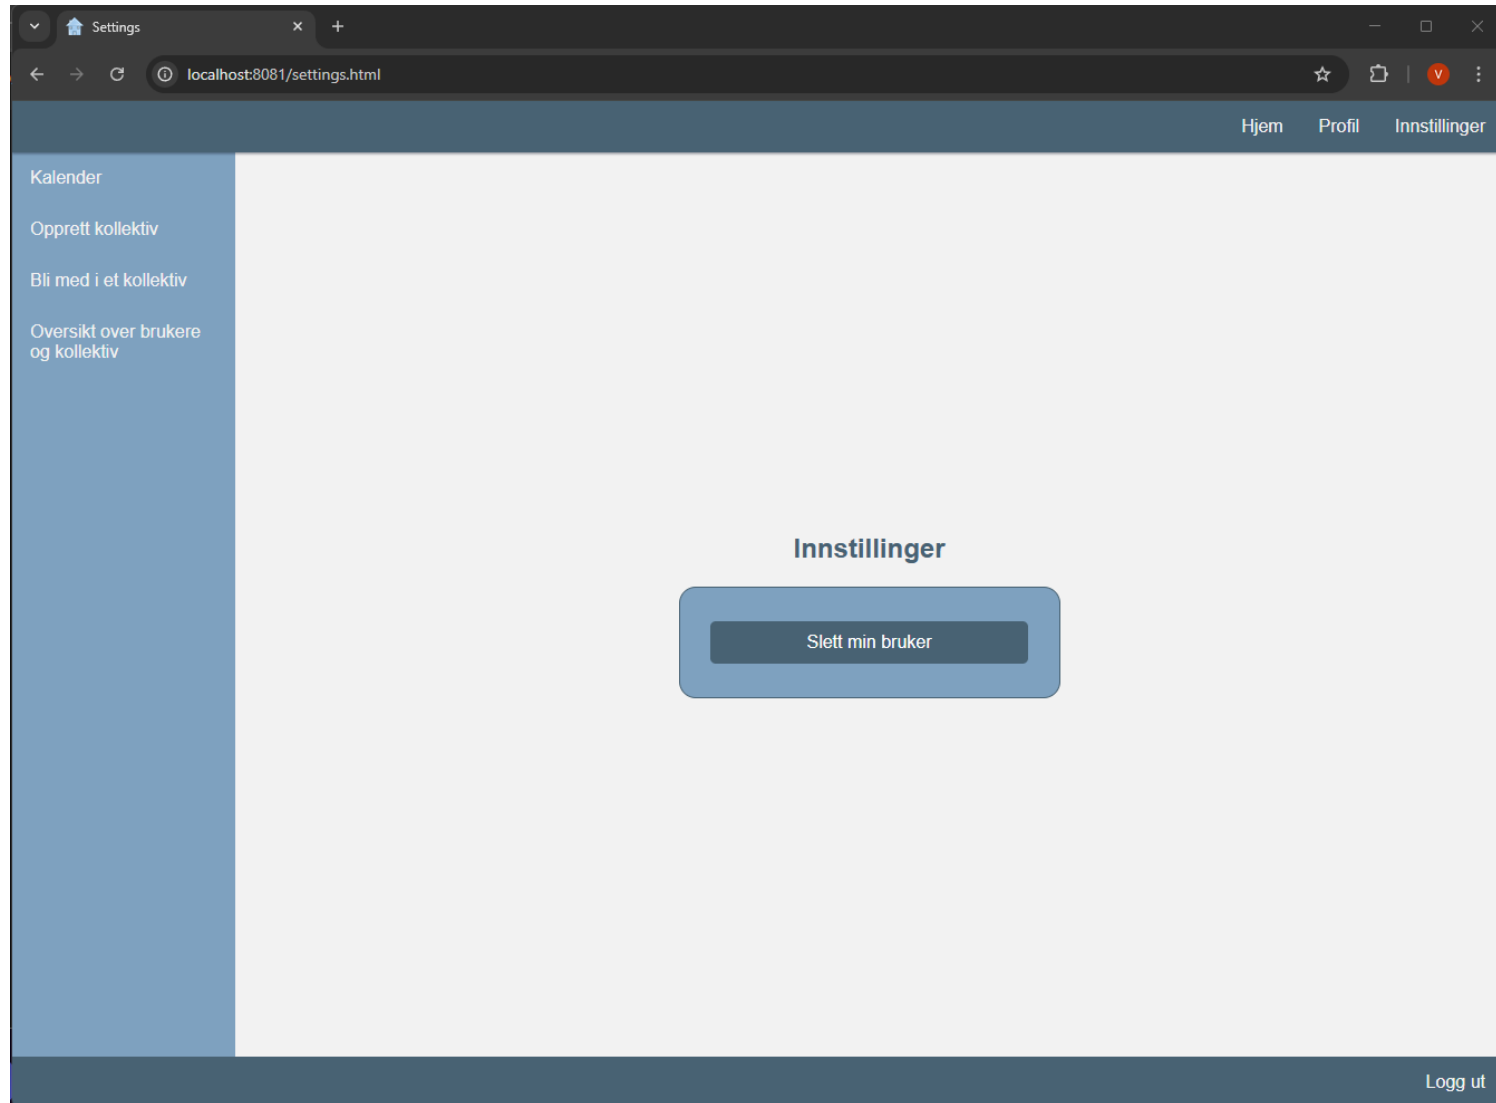 Settings
localhost:8081/settings.html
V
Hjem Profil Innstillinger
Kalender
Opprett kollektiv
Bli med i et kollektiv
Oversikt over brukere
og kollektiv
Innstillinger
Slett min bruker
Logg ut